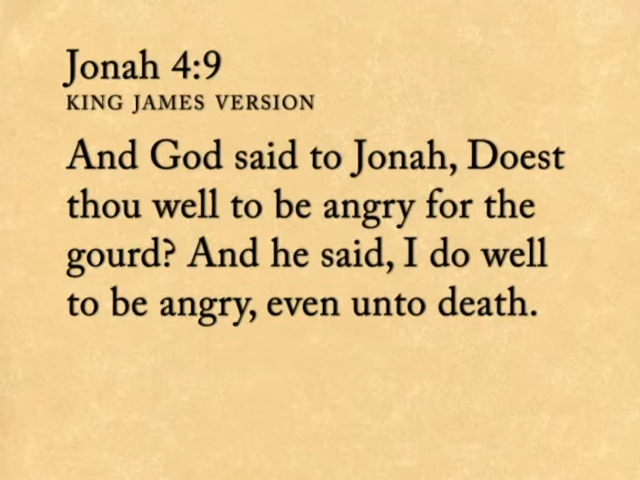 Jonah 4:9
KING JAMES VERSION
And God said to Jonah, Doest
thou well to be angry for the
gourd? And he said, I do well
to be angry, even unto death.